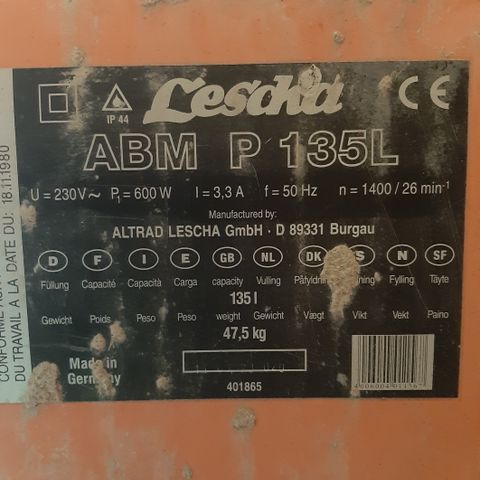 IP 44
Lescha
CE
ABM P 135L
U = 230V ~ P₁ = 600 W I = 3,3 A f = 50 Hz n = 1400 / 26 min⁻¹
Manufactured by:
ALTRAD LESCHA GmbH · D 89331 Burgau
D F I E GB NL DK S N SF
Füllung Capacité Capacità Carga capacity Vulling Fylling Täyte
135 l
Gewicht Poids Peso Peso weight Gewicht Vægt Vikt Vekt Paino
47,5 kg
Made in
Germany
401865
DU TRAVAIL A LA DATE DU: 18.11.1980